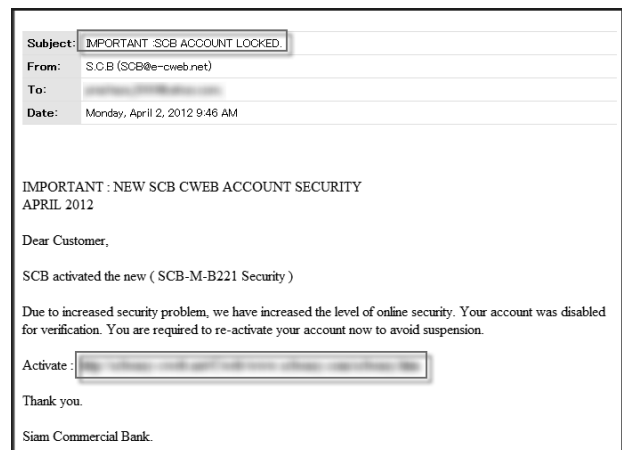 Subject: IMPORTANT :SCB ACCOUNT LOCKED.
From: S.C.B (SCB@e-cweb.net)
To:
Date: Monday, April 2, 2012 9:46 AM
IMPORTANT : NEW SCB CWEB ACCOUNT SECURITY
APRIL 2012
Dear Customer,
SCB activated the new ( SCB-M-B221 Security )
Due to increased security problem, we have increased the level of online security. Your account was disabled
for verification. You are required to re-activate your account now to avoid suspension.
Activate :
Thank you.
Siam Commercial Bank.